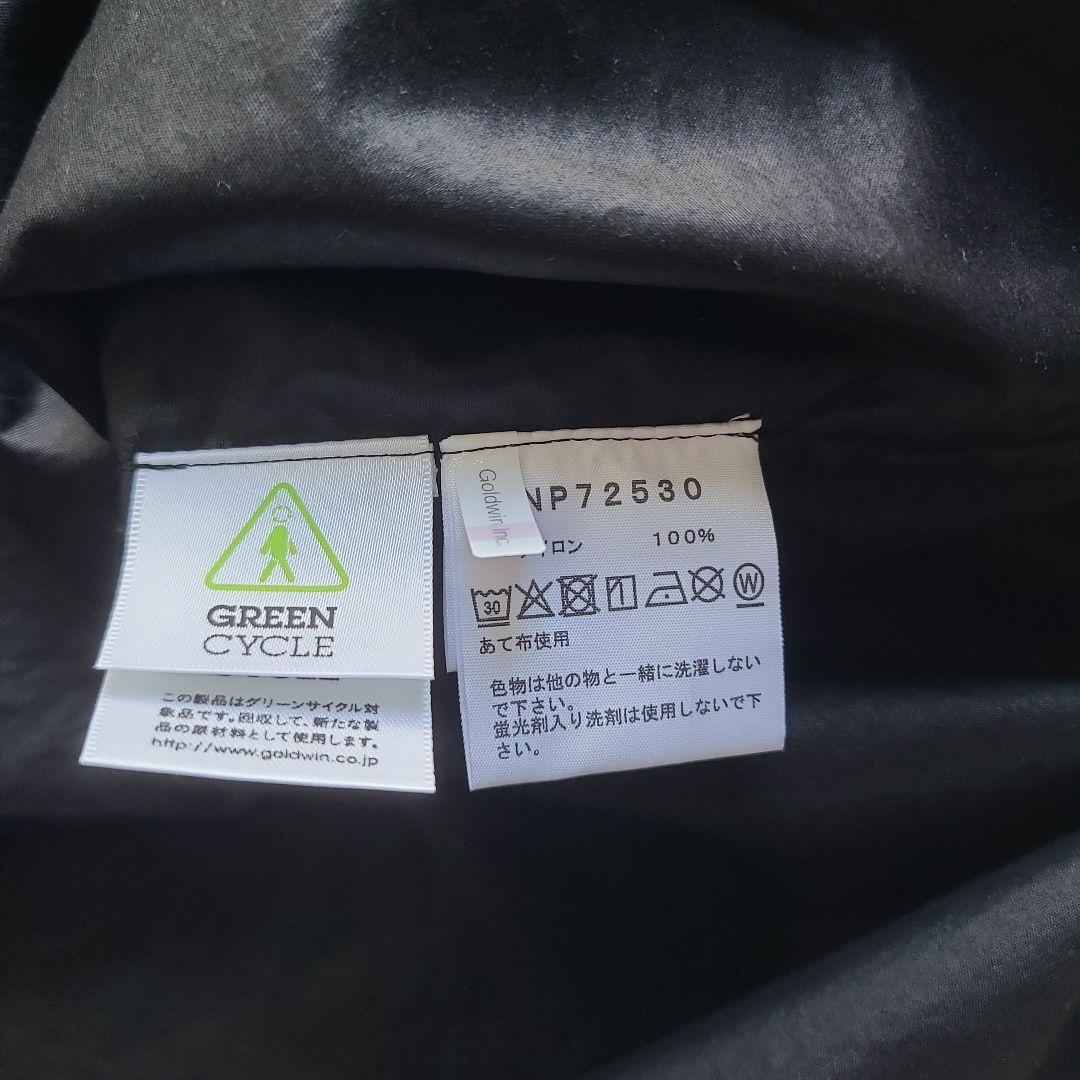 GREEN
CYCLE
この製品はグリーンサイクル対
象品です。回収して、新たな製
品の原材料として使用します。
http://www.goldwin.co.jp
Goldwin Inc.
NP72530
イロン 100%
30
W
あて布使用
色物は他の物と一緒に洗濯しない
で下さい。
蛍光剤入り洗剤は使用しないで下
さい。